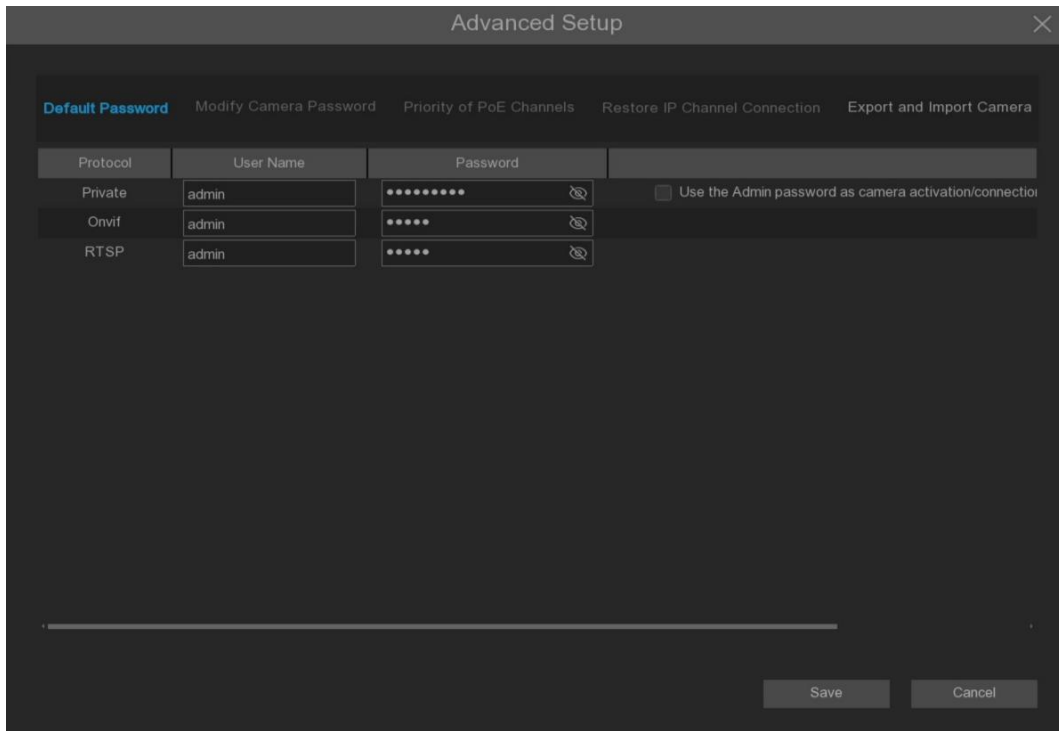 Advanced Setup
Default Password Modify Camera Password Priority of PoE Channels Restore IP Channel Connection Export and Import Camera
Protocol User Name Password
Private admin ●●●●●●●●● Use the Admin password as camera activation/connection
Onvif admin ●●●●●
RTSP admin ●●●●●
Save Cancel